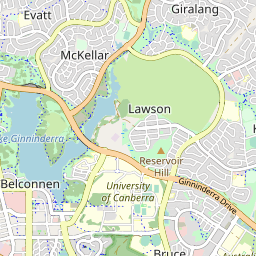 Giralang
Evatt
McKellar
Lawson
Ginninderra
Reservoir
Hill
Belconnen
University
of Canberra
Ginninderra Drive
Bruce